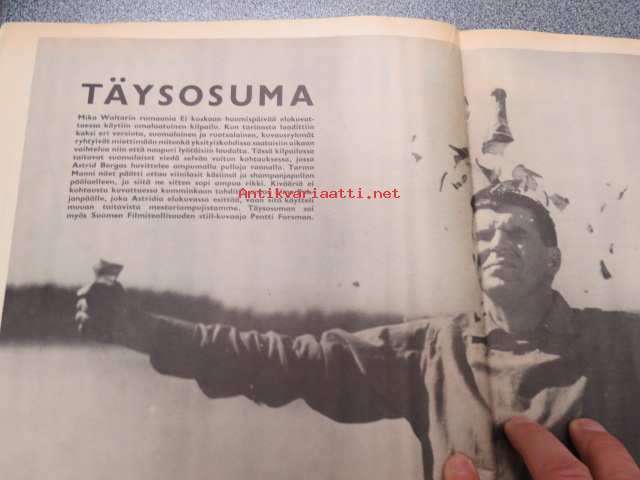 TÄYSOSUMA
Mika Waltarin romaania Ei koskaan huomispäivää elokuvat-
taessa käytiin omalaatuinen kilpailu. Kun tarinasta laadittiin
kaksi eri versiota, suomalainen ja ruotsalainen, kuvausryhmät
ryhtyivät miettimään mitenkä yksityiskohdissa saataisiin aikaan
vaihtelua niin että naapuri lyötäisiin laudalta. Tässä kilpailussa
taitavat suomalaiset viedä selvän voiton kohtauksessa, jossa
Astrid Bergas huvittelee ampumalla pulloja rannalla. Tarmo
Manni näet päätti ottaa viinilasit käsiinsä ja shampanjapullon
päälaelleen, ja siitä ne sitten sopi ampua rikki. Kivääriä ei
kohtausta kuvattaessa kumminkaan
janpäälle, joka Astridia elokuvassa esittää, vaan sitä käytteli
muuan taitavista mestariampujistamme. Täysosuman sai
myös Suomen Filmiteollisuuden still-kuvaaja Pentti Forsman.
Antikvariaatti.net